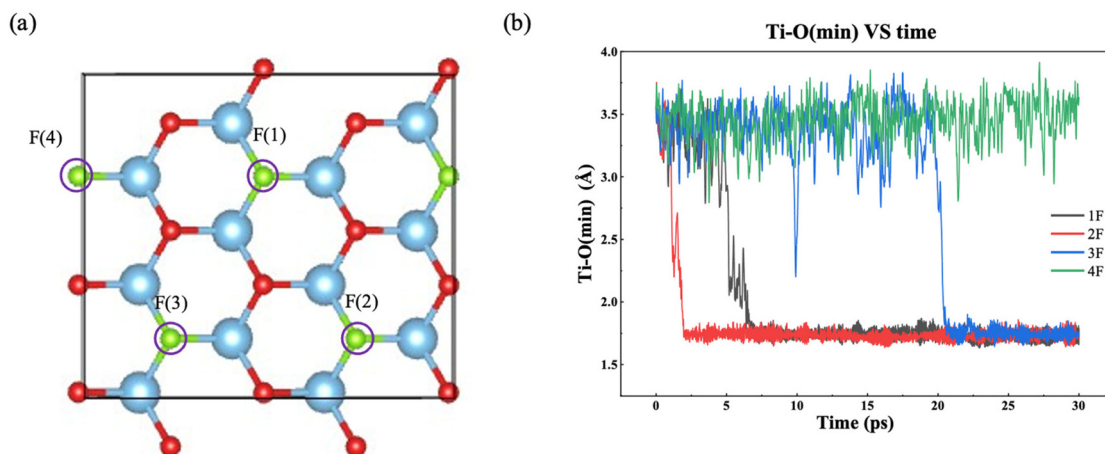 (a)
F(4)
F(1)
F(3)
F(2)
(b)
Ti-O(min) VS time
Ti-O(min) (Å)
4.0
3.5
3.0
2.5
2.0
1.5
1F
2F
3F
4F
0 5 10 15 20 25 30
Time (ps)